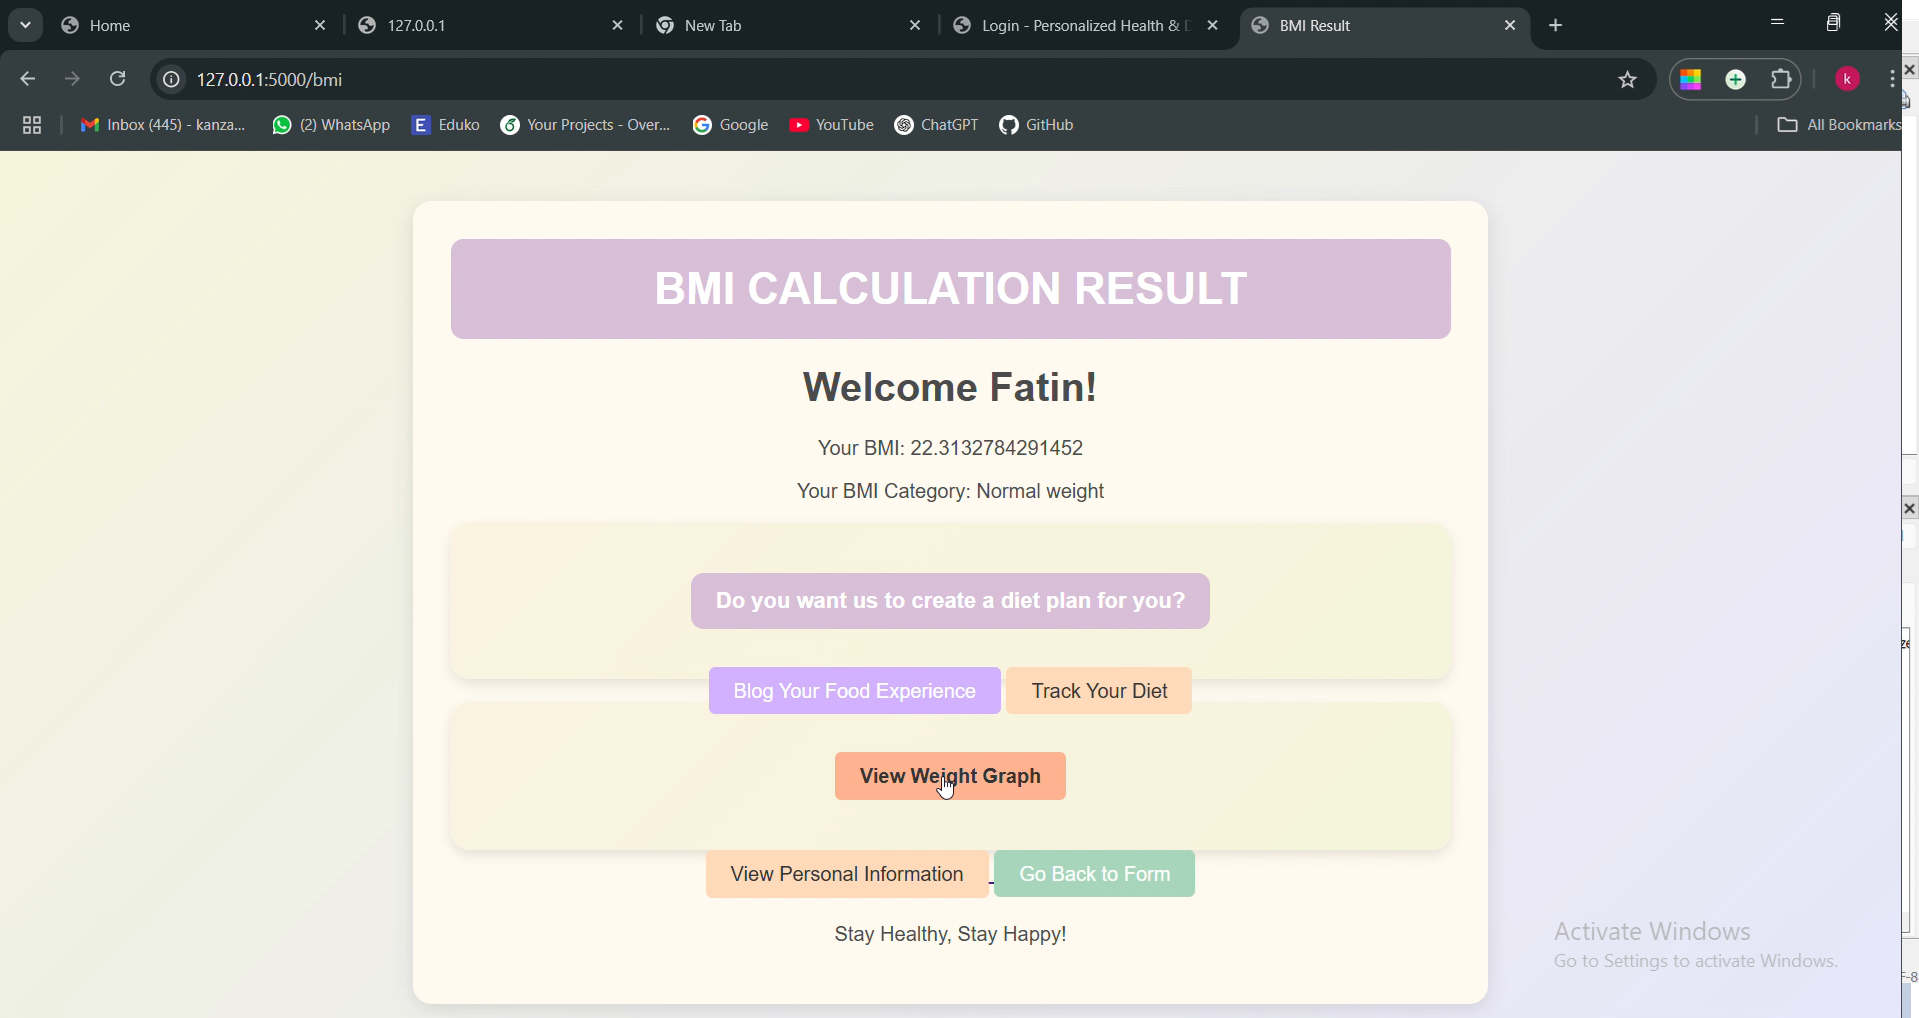 Home
127.0.0.1
New Tab
Login - Personalized Health &
BMI Result
127.0.0.1:5000/bmi
k
Inbox (445) - kanza...
(2) WhatsApp
E Eduko
Your Projects - Over...
Google
YouTube
ChatGPT
GitHub
All Bookmarks
BMI CALCULATION RESULT
Welcome Fatin!
Your BMI: 22.3132784291452
Your BMI Category: Normal weight
Do you want us to create a diet plan for you?
Blog Your Food Experience
Track Your Diet
View Weight Graph
View Personal Information
Go Back to Form
Stay Healthy, Stay Happy!
Activate Windows
Go to Settings to activate Windows.